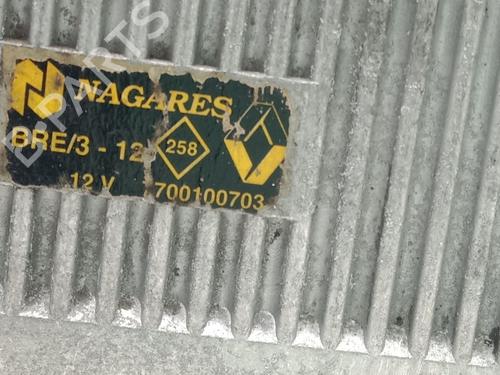 NAGARES
BRE/3 - 12 258
12 V 700100703
B-PARTS